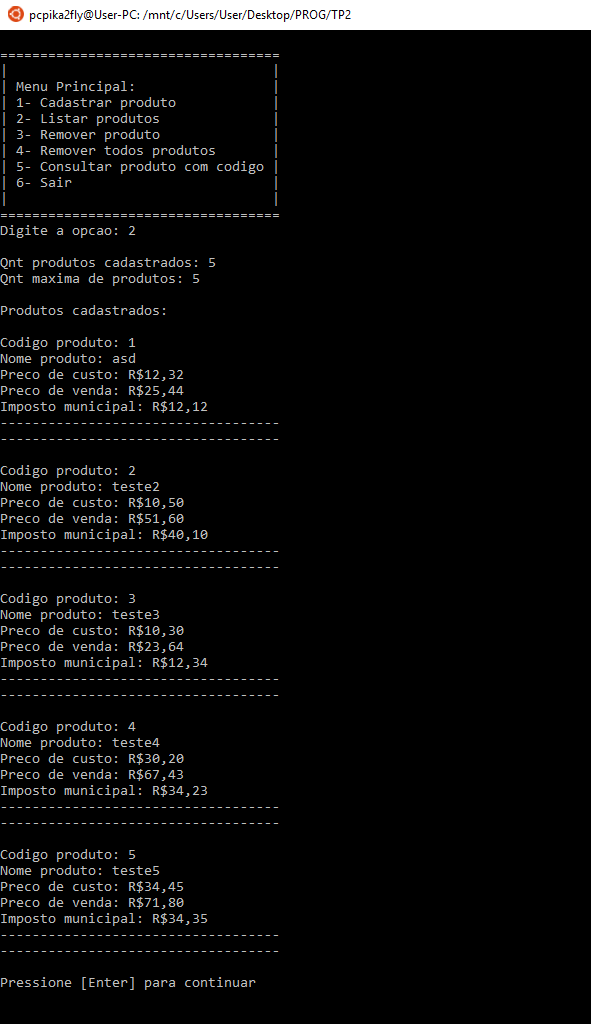 pcpika2fly@User-PC: /mnt/c/Users/User/Desktop/PROG/TP2
===================================
|                                 |
| Menu Principal:                 |
| 1- Cadastrar produto            |
| 2- Listar produtos              |
| 3- Remover produto              |
| 4- Remover todos produtos       |
| 5- Consultar produto com codigo |
| 6- Sair                         |
|                                 |
===================================
Digite a opcao: 2
Qnt produtos cadastrados: 5
Qnt maxima de produtos: 5
Produtos cadastrados:
Codigo produto: 1
Nome produto: asd
Preco de custo: R$12,32
Preco de venda: R$25,44
Imposto municipal: R$12,12
-----------------------------------
-----------------------------------
Codigo produto: 2
Nome produto: teste2
Preco de custo: R$10,50
Preco de venda: R$51,60
Imposto municipal: R$40,10
-----------------------------------
-----------------------------------
Codigo produto: 3
Nome produto: teste3
Preco de custo: R$10,30
Preco de venda: R$23,64
Imposto municipal: R$12,34
-----------------------------------
-----------------------------------
Codigo produto: 4
Nome produto: teste4
Preco de custo: R$30,20
Preco de venda: R$67,43
Imposto municipal: R$34,23
-----------------------------------
-----------------------------------
Codigo produto: 5
Nome produto: teste5
Preco de custo: R$34,45
Preco de venda: R$71,80
Imposto municipal: R$34,35
-----------------------------------
-----------------------------------
Pressione [Enter] para continuar